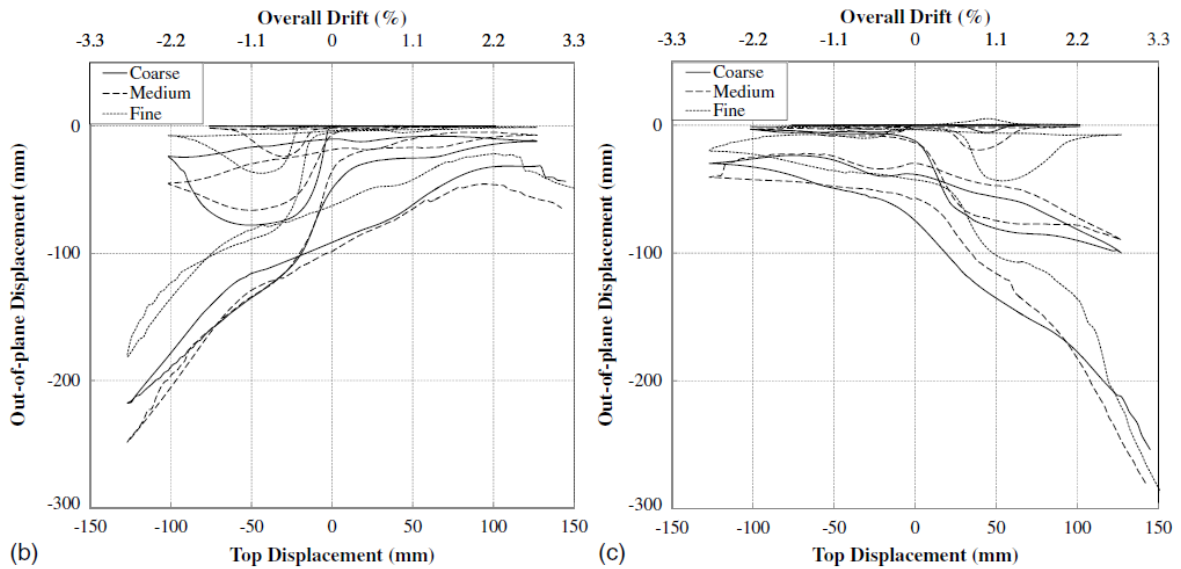 Overall Drift (%)
-3.3 -2.2 -1.1 0 1.1 2.2 3.3
Coarse
Medium
Fine
0
-100
-200
-300
Out-of-plane Displacement (mm)
-150 -100 -50 0 50 100 150
(b)
Top Displacement (mm)
Overall Drift (%)
-3.3 -2.2 -1.1 0 1.1 2.2 3.3
Coarse
Medium
Fine
0
-100
-200
-300
Out-of-plane Displacement (mm)
-150 -100 -50 0 50 100 150
(c)
Top Displacement (mm)